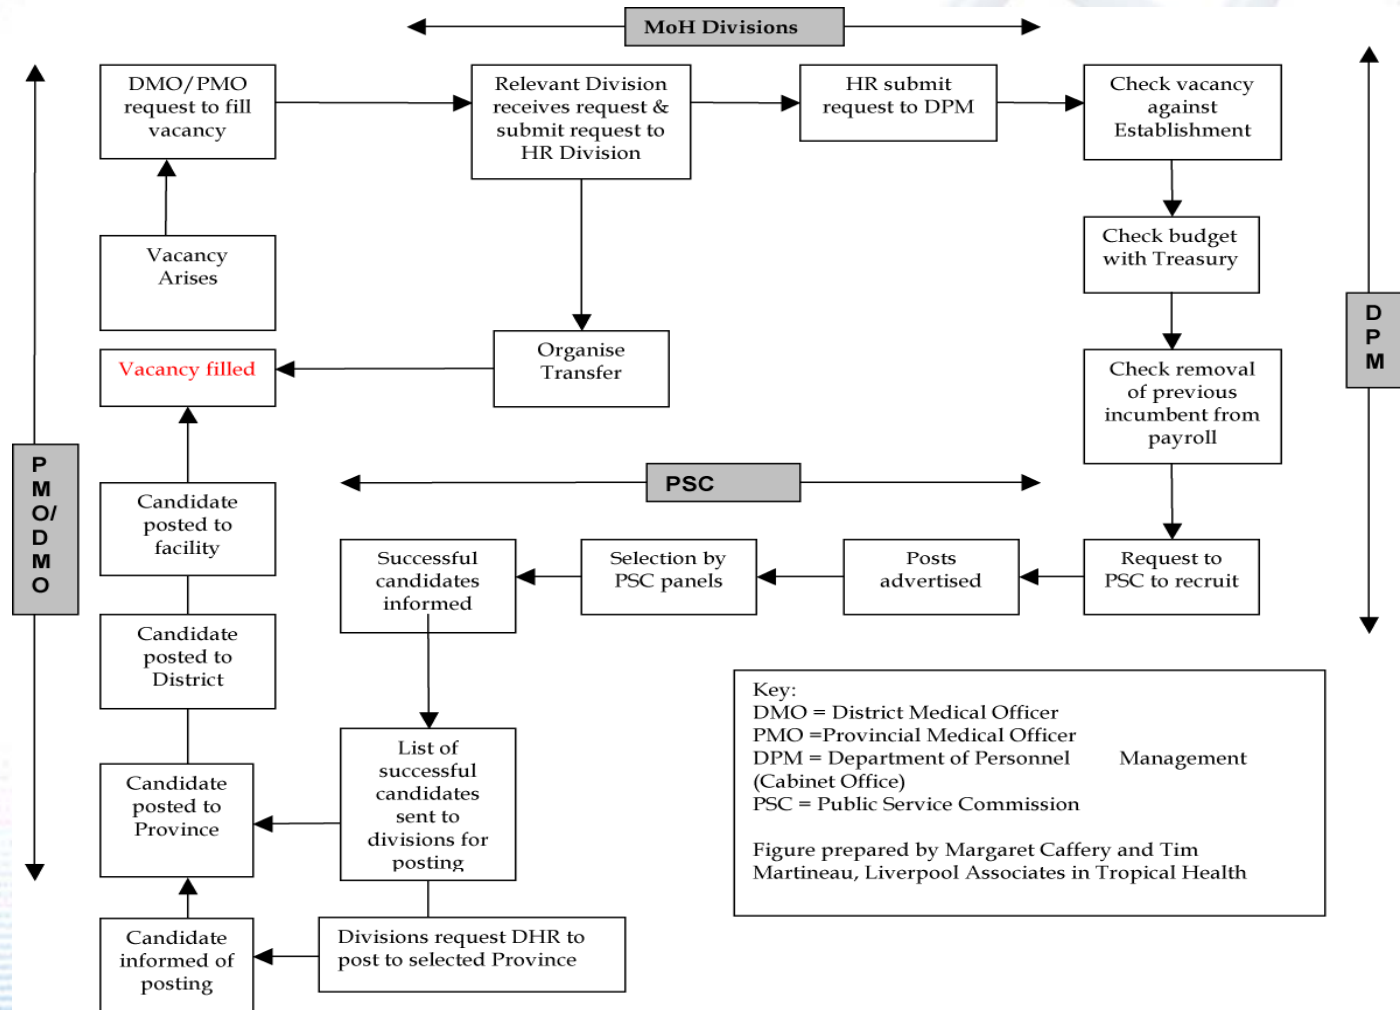 MoH Divisions
DMO/PMO
request to fill
vacancy
Relevant Division
receives request &
submit request to
HR Division
HR submit
request to DPM
Check vacancy
against
Establishment
Vacancy
Arises
Check budget
with Treasury
Vacancy filled
Organise
Transfer
Check removal
of previous
incumbent from
payroll
D
P
M
P
M
O/
D
M
O
PSC
Candidate
posted to
facility
Successful
candidates
informed
Selection by
PSC panels
Posts
advertised
Request to
PSC to recruit
Candidate
posted to
District
List of
successful
candidates
sent to
divisions for
posting
Candidate
posted to
Province
Candidate
informed of
posting
Divisions request DHR to
post to selected Province
Key:
DMO = District Medical Officer
PMO =Provincial Medical Officer
DPM = Department of Personnel Management
(Cabinet Office)
PSC = Public Service Commission
Figure prepared by Margaret Caffery and Tim
Martineau, Liverpool Associates in Tropical Health